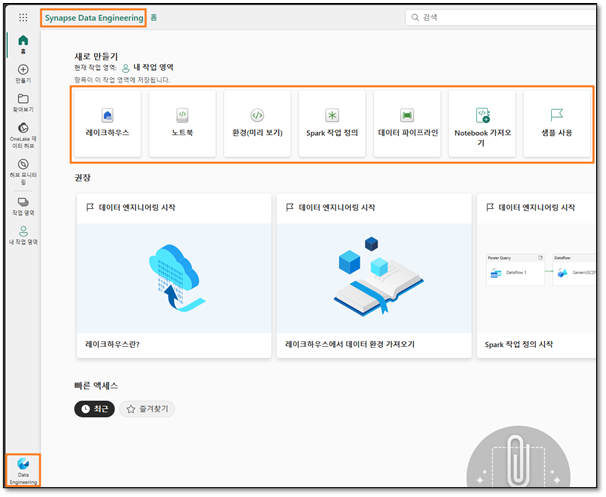 Synapse Data Engineering 홈
검색
홈
만들기
찾아보기
OneLake 데
이터 허브
허브 모니터
링
작업 영역
내 작업 영역
Data
Engineering
새로 만들기
현재 작업 영역: 내 작업 영역
항목이 이 작업 영역에 저장됩니다.
레이크하우스
노트북
환경(미리 보기)
Spark 작업 정의
데이터 파이프라인
Notebook 가져오
기
샘플 사용
권장
데이터 엔지니어링 시작
레이크하우스란?
데이터 엔지니어링 시작
레이크하우스에서 데이터 환경 가져오기
데이터 엔지니어링 시작
Power Query
Dataflow 1
Dataflow
Spark 작업 정의 시작
빠른 액세스
최근
즐겨찾기